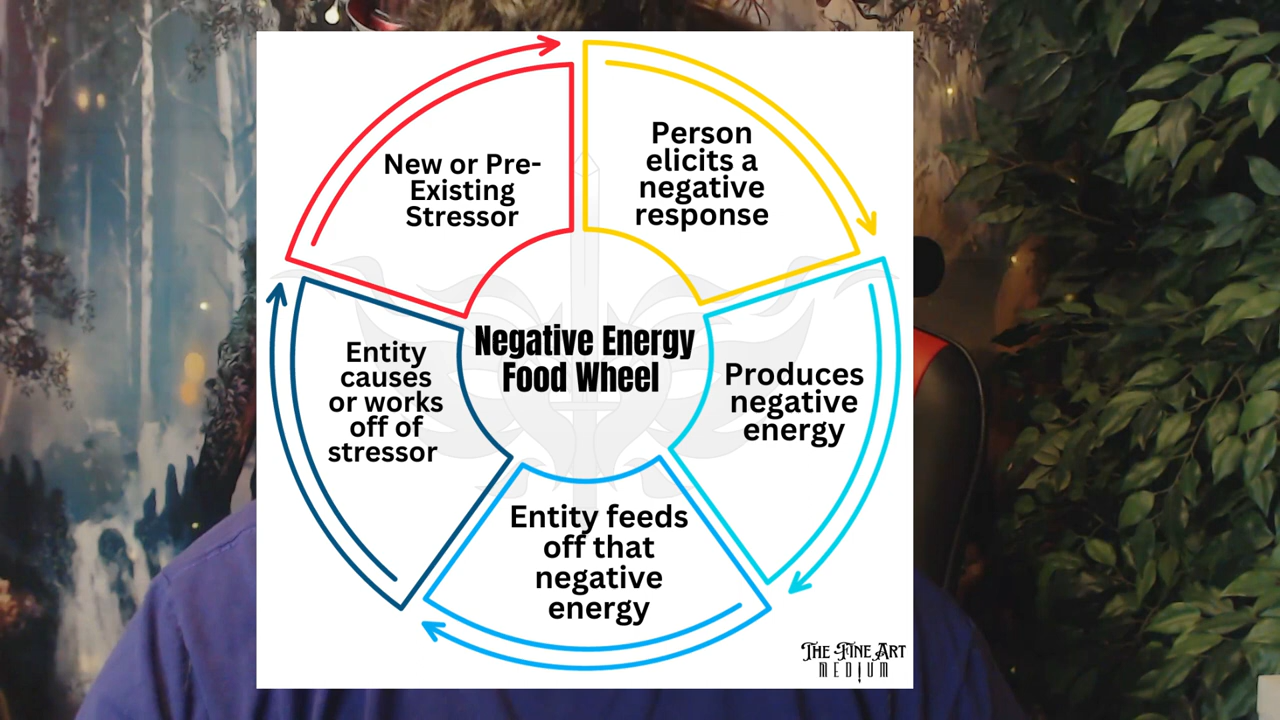 New or Pre-
Existing
Stressor
Person
elicits a
negative
response
Produces
negative
energy
Entity feeds
off that
negative
energy
Entity
causes
or works
off of
stressor
Negative Energy
Food Wheel
THE FINE ART
MEDIUM